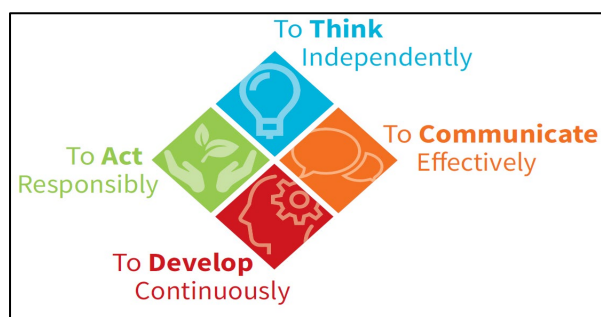 To Think
Independently
To Communicate
Effectively
To Act
Responsibly
To Develop
Continuously